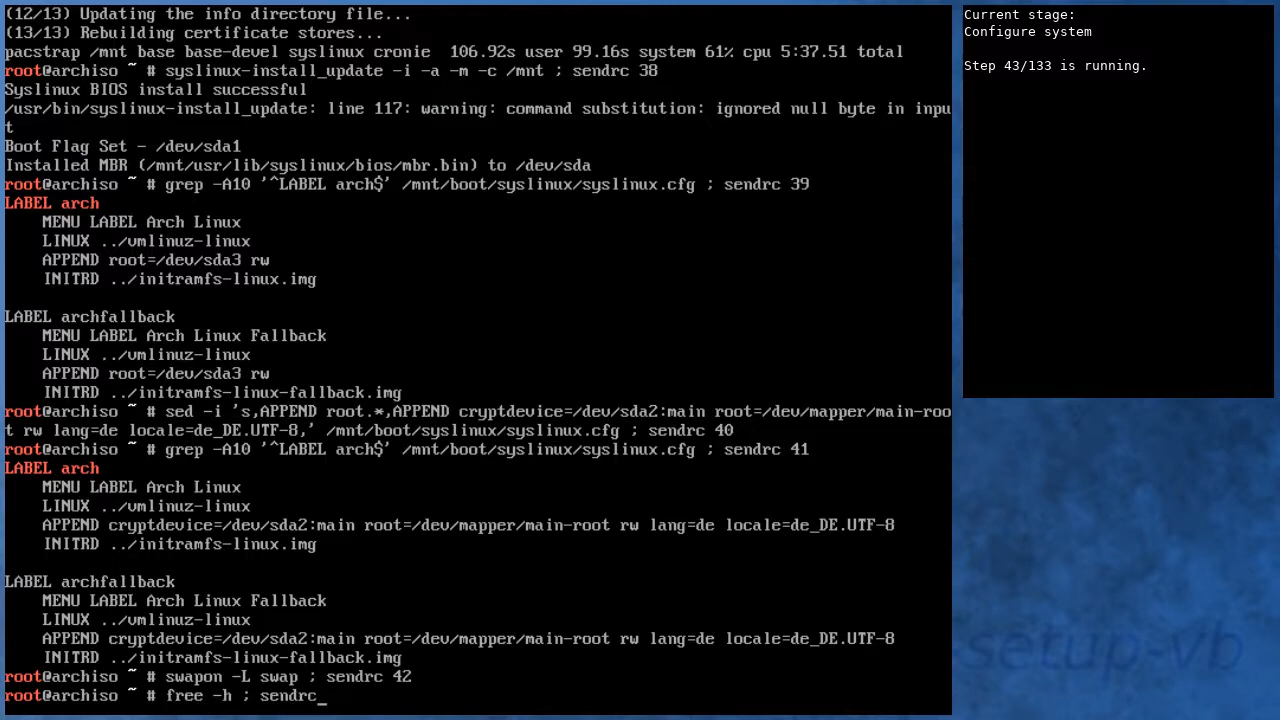 (12/13) Updating the info directory file...
(13/13) Rebuilding certificate stores...
pacstrap /mnt base base-devel syslinux cronie  106.92s user 99.16s system 61% cpu 5:37.51 total
root@archiso ~ # syslinux-install_update -i -a -m -c /mnt ; sendrc 38
Syslinux BIOS install successful
/usr/bin/syslinux-install_update: line 117: warning: command substitution: ignored null byte in inpu
t
Boot Flag Set - /dev/sda1
Installed MBR (/mnt/usr/lib/syslinux/bios/mbr.bin) to /dev/sda
root@archiso ~ # grep -A10 '^LABEL arch$' /mnt/boot/syslinux/syslinux.cfg ; sendrc 39
LABEL arch
    MENU LABEL Arch Linux
    LINUX ../vmlinuz-linux
    APPEND root=/dev/sda3 rw
    INITRD ../initramfs-linux.img

LABEL archfallback
    MENU LABEL Arch Linux Fallback
    LINUX ../vmlinuz-linux
    APPEND root=/dev/sda3 rw
    INITRD ../initramfs-linux-fallback.img
root@archiso ~ # sed -i 's,APPEND root.*,APPEND cryptdevice=/dev/sda2:main root=/dev/mapper/main-roo
t rw lang=de locale=de_DE.UTF-8,' /mnt/boot/syslinux/syslinux.cfg ; sendrc 40
root@archiso ~ # grep -A10 '^LABEL arch$' /mnt/boot/syslinux/syslinux.cfg ; sendrc 41
LABEL arch
    MENU LABEL Arch Linux
    LINUX ../vmlinuz-linux
    APPEND cryptdevice=/dev/sda2:main root=/dev/mapper/main-root rw lang=de locale=de_DE.UTF-8
    INITRD ../initramfs-linux.img

LABEL archfallback
    MENU LABEL Arch Linux Fallback
    LINUX ../vmlinuz-linux
    APPEND cryptdevice=/dev/sda2:main root=/dev/mapper/main-root rw lang=de locale=de_DE.UTF-8
    INITRD ../initramfs-linux-fallback.img
root@archiso ~ # swapon -L swap ; sendrc 42
root@archiso ~ # free -h ; sendrc_
Current stage:
Configure system

Step 43/133 is running.
setup-vb